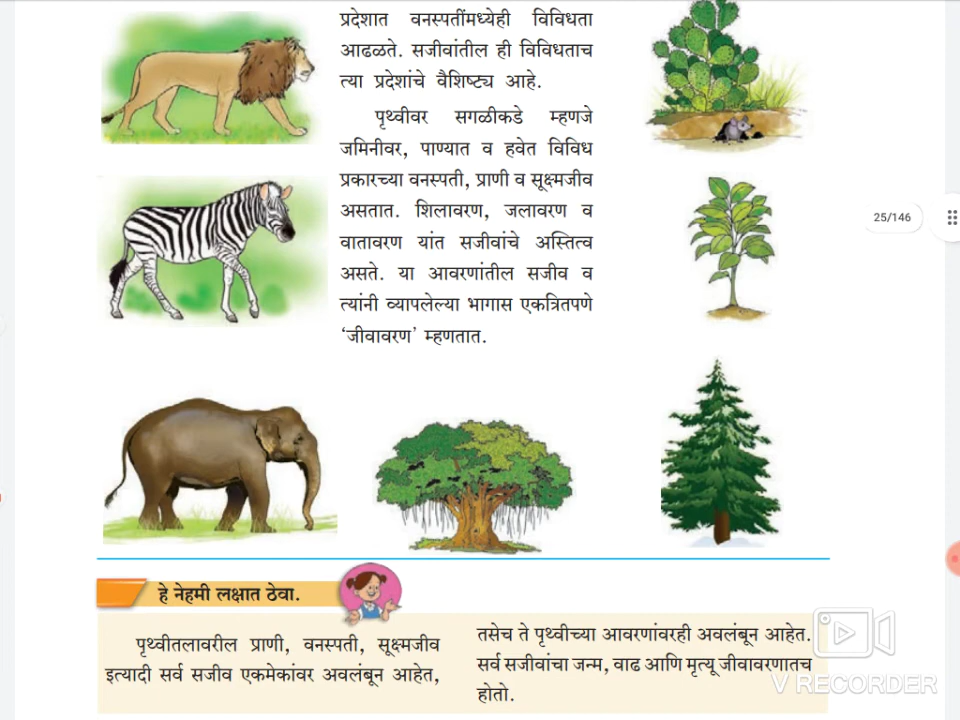 प्रदेशात वनस्पतींमध्येही विविधता
आढळते. सजीवांतील ही विविधताच
त्या प्रदेशांचे वैशिष्ट्य आहे.
पृथ्वीवर सगळीकडे म्हणजे
जमिनीवर, पाण्यात व हवेत विविध
प्रकारच्या वनस्पती, प्राणी व सूक्ष्मजीव
असतात. शिलावरण, जलावरण व
वातावरण यांत सजीवांचे अस्तित्व
असते. या आवरणांतील सजीव व
त्यांनी व्यापलेल्या भागास एकत्रितपणे
‘जीवावरण’ म्हणतात.
25/146
हे नेहमी लक्षात ठेवा.
पृथ्वीतलावरील प्राणी, वनस्पती, सूक्ष्मजीव
इत्यादी सर्व सजीव एकमेकांवर अवलंबून आहेत,
तसेच ते पृथ्वीच्या आवरणांवरही अवलंबून आहेत.
सर्व सजीवांचा जन्म, वाढ आणि मृत्यू जीवावरणातच
होतो.
V RECORDER